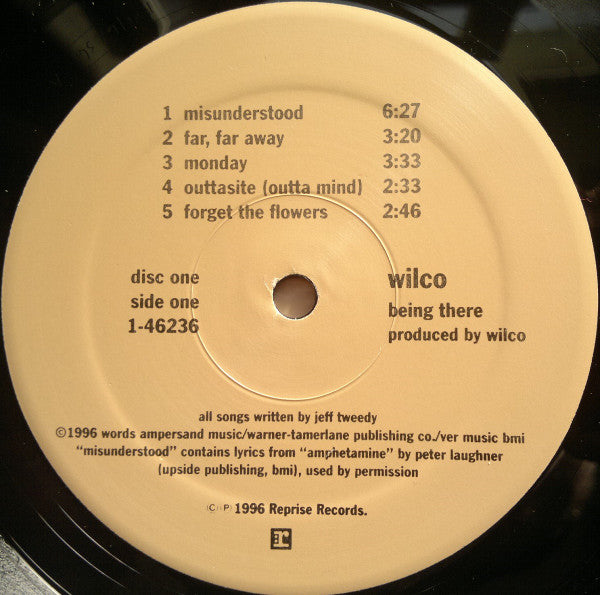 1 misunderstood 6:27
2 far, far away 3:20
3 monday 3:33
4 outtasite (outta mind) 2:33
5 forget the flowers 2:46
disc one
side one
1-46236
wilco
being there
produced by wilco
all songs written by jeff tweedy
©1996 words ampersand music/warner-tamerlane publishing co./ver music bmi
"misunderstood" contains lyrics from "amphetamine" by peter laughner
(upside publishing, bmi), used by permission
© ℗ 1996 Reprise Records.
r